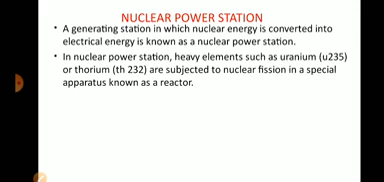 NUCLEAR POWER STATION
• A generating station in which nuclear energy is converted into
electrical energy is known as a nuclear power station.
• In nuclear power station, heavy elements such as uranium (u235)
or thorium (th 232) are subjected to nuclear fission in a special
apparatus known as a reactor.